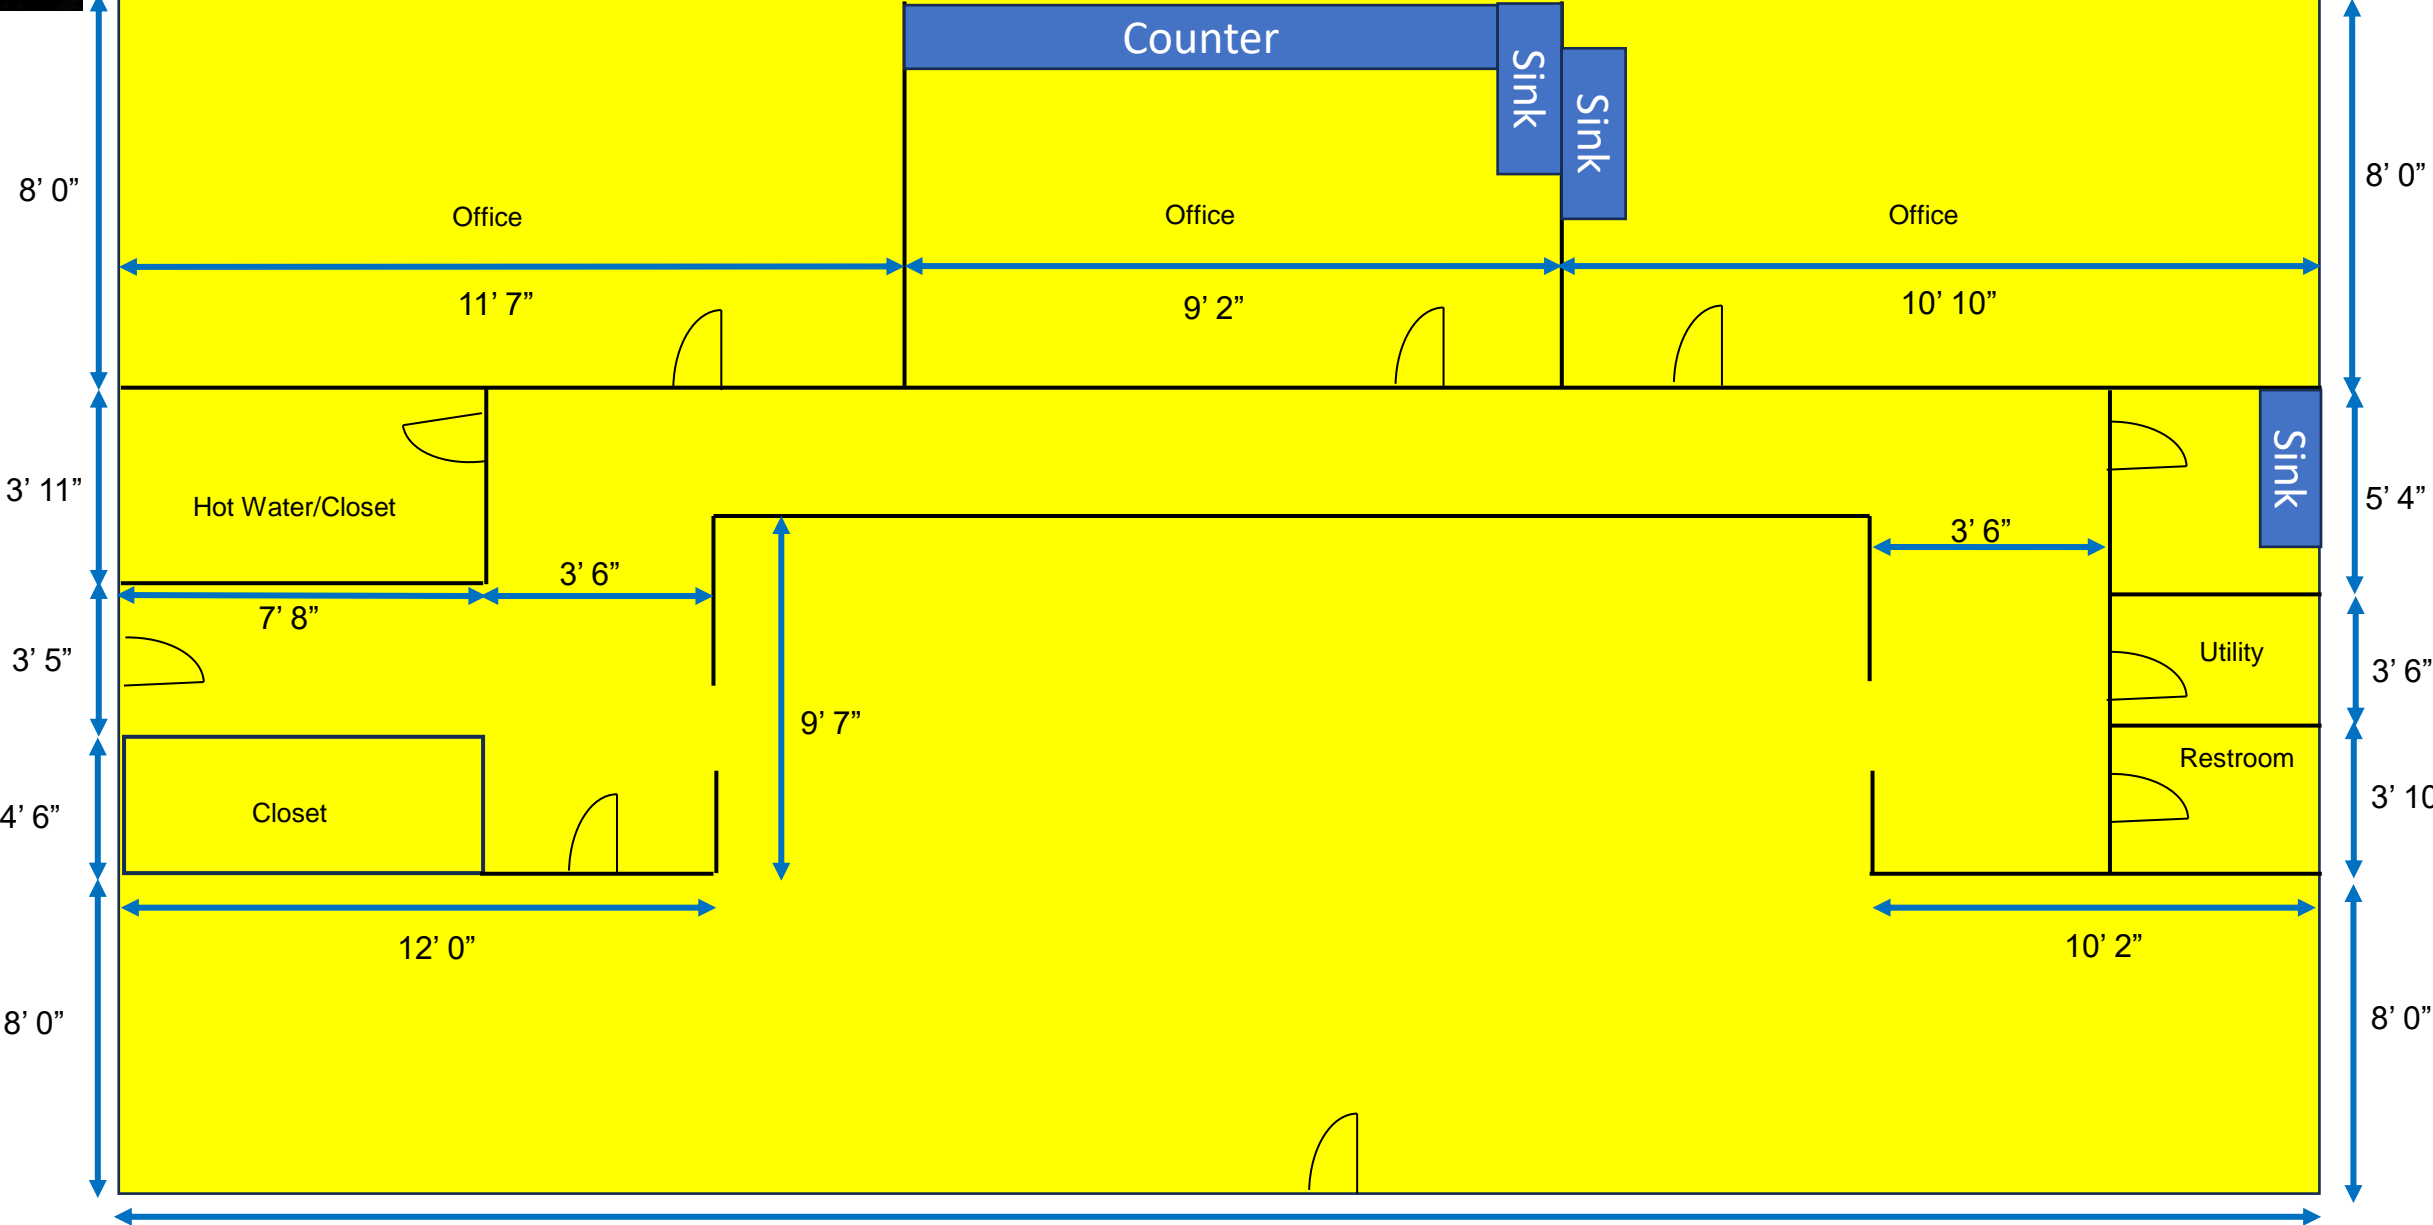 Counter
Sink
Sink
8’ 0”
8’ 0”
Office
Office
Office
11’ 7”
9’ 2”
10’ 10”
Sink
3’ 11”
Hot Water/Closet
5’ 4”
3’ 6”
3’ 6”
7’ 8”
3’ 5”
Utility
3’ 6”
9’ 7”
Restroom
3’ 10
4’ 6”
Closet
12’ 0”
10’ 2”
8’ 0”
8’ 0”